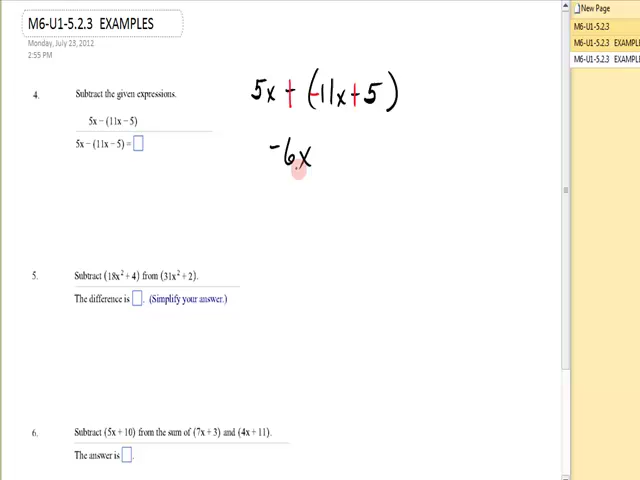 M6-U1-5.2.3 EXAMPLES
Monday, July 23, 2012
2:55 PM
New Page
M6-U1-5.2.3
M6-U1-5.2.3 EXAMPLE
M6-U1-5.2.3 EXAMPLE
4. Subtract the given expressions.
5x − (11x − 5)
5x − (11x − 5) =
5x + (-11x + 5)
-6x
5. Subtract (18x² + 4) from (31x² + 2).
The difference is . (Simplify your answer.)
6. Subtract (5x + 10) from the sum of (7x + 3) and (4x + 11).
The answer is .